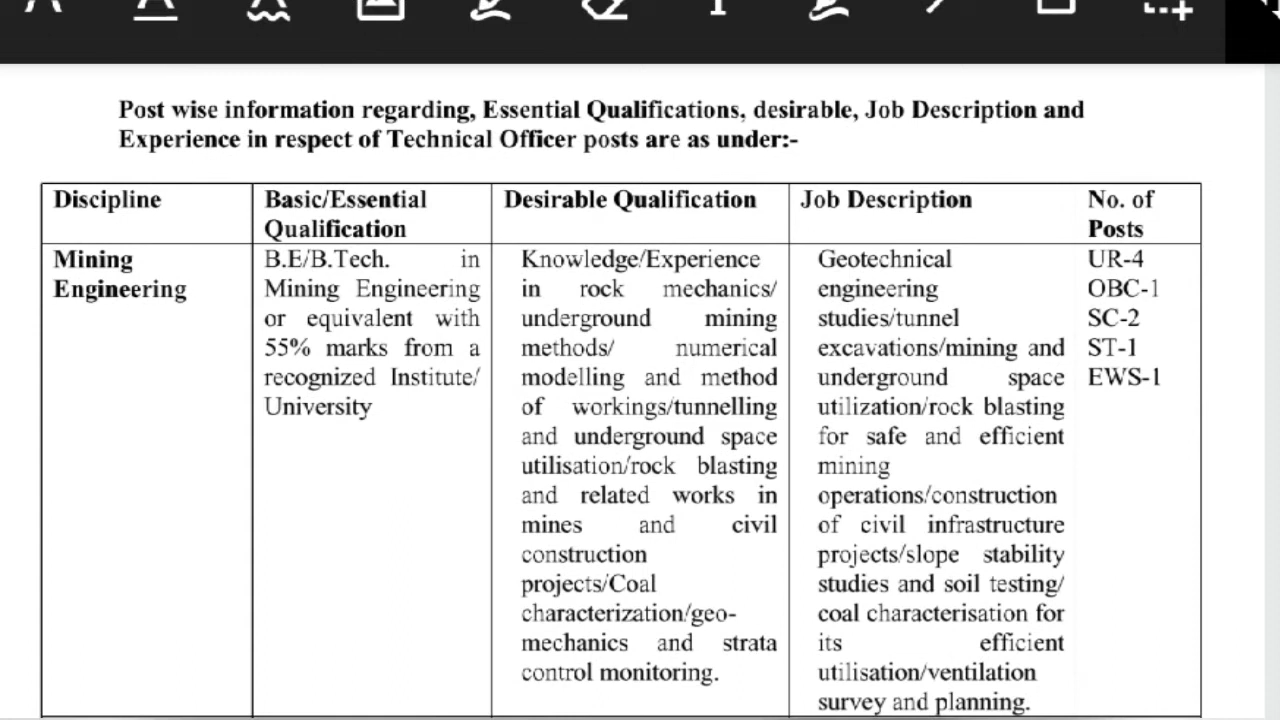 Post wise information regarding, Essential Qualifications, desirable, Job Description and
Experience in respect of Technical Officer posts are as under:-
Discipline
Basic/Essential
Qualification
Desirable Qualification
Job Description
No. of
Posts
Mining
Engineering
B.E/B.Tech. in
Mining Engineering
or equivalent with
55% marks from a
recognized Institute/
University
Knowledge/Experience
in rock mechanics/
underground mining
methods/ numerical
modelling and method
of workings/tunnelling
and underground space
utilisation/rock blasting
and related works in
mines and civil
construction
projects/Coal
characterization/geo-
mechanics and strata
control monitoring.
Geotechnical
engineering
studies/tunnel
excavations/mining and
underground space
utilization/rock blasting
for safe and efficient
mining
operations/construction
of civil infrastructure
projects/slope stability
studies and soil testing/
coal characterisation for
its efficient
utilisation/ventilation
survey and planning.
UR-4
OBC-1
SC-2
ST-1
EWS-1